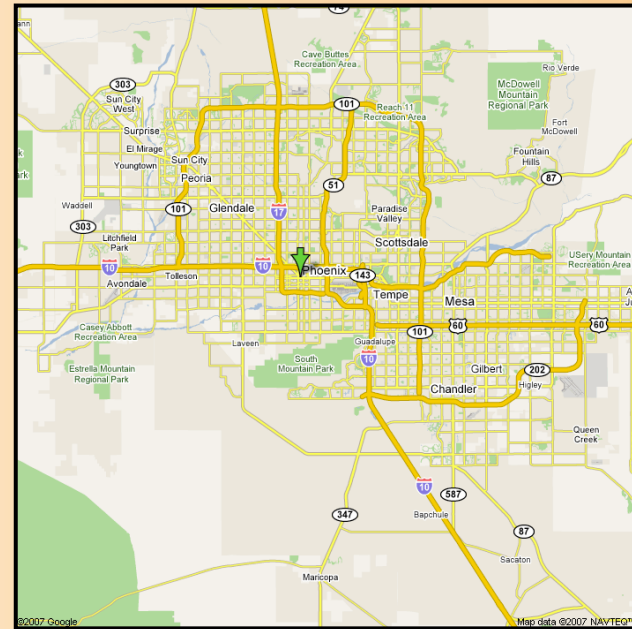 74
Cave Buttes
Recreation Area
Rio Verde
303
Sun City
West
McDowell
Mountain
Regional Park
101
Reach 11
Recreation Area
Surprise
Fort
McDowell
El Mirage
Youngtown
Sun City
Fountain
Hills
Peoria
51
87
Waddell
101
Glendale
17
Paradise
Valley
303
Litchfield
Park
Scottsdale
USery Mountain
Recreation Area
10
Tolleson
10
Phoenix
143
Avondale
Tempe
Mesa
Casey Abbott
Recreation Area
101
60
60
Laveen
Guadalupe
10
South
Mountain Park
Estrella Mountain
Regional Park
Gilbert
202
Higley
Chandler
Queen
Creek
10
587
347
Bapchule
87
Sacaton
Maricopa
©2007 Google
Map data ©2007 NAVTEQ™